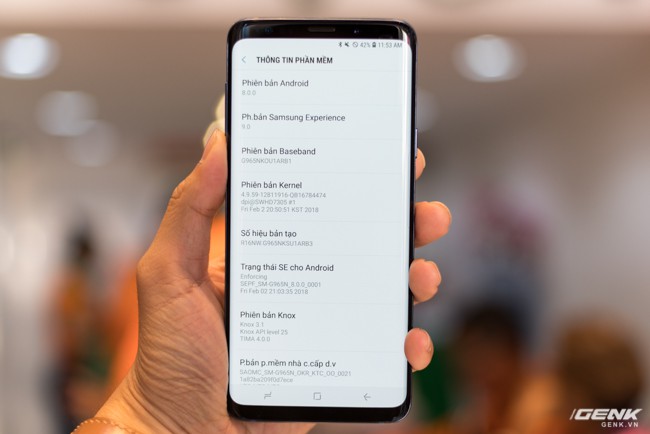 42% 11:53 AM
THÔNG TIN PHẦN MỀM
Phiên bản Android
8.0.0
Ph.bản Samsung Experience
9.0
Phiên bản Baseband
G965NKOU1ARB1
Phiên bản Kernel
4.9.59-12811916-QB16784474
dpi@SWHD7305 #1
Fri Feb 2 20:50:51 KST 2018
Số hiệu bản tạo
R16NW.G965NKSU1ARB3
Trạng thái SE cho Android
Enforcing
SEPF_SM-G965N_8.0.0_0001
Fri Feb 02 21:03:35 2018
Phiên bản Knox
Knox 3.1
Knox API level 25
TIMA 4.0.0
P.bản p.mềm nhà c.cấp d.v
SAOMC_SM-G965N_OKR_KTC_OO_0021
GENK
GENK.VN